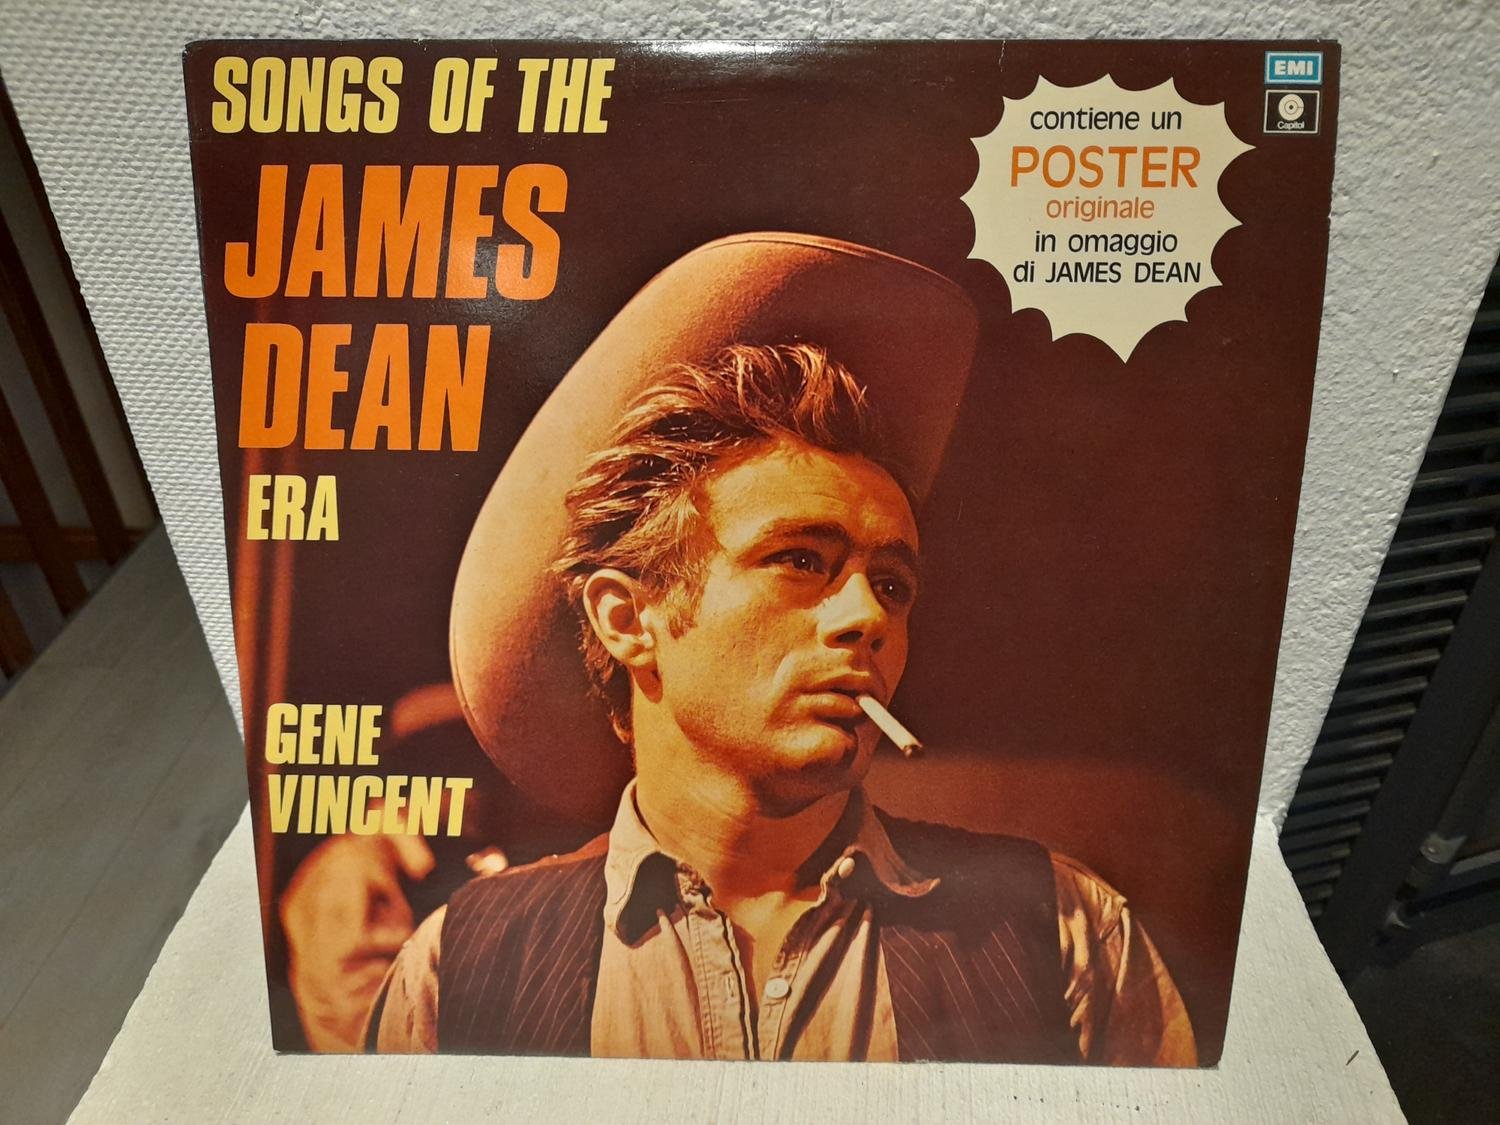 SONGS OF THE
JAMES
DEAN
ERA
GENE
VINCENT
contiene un
POSTER
originale
in omaggio
di JAMES DEAN
EMI
Capitol